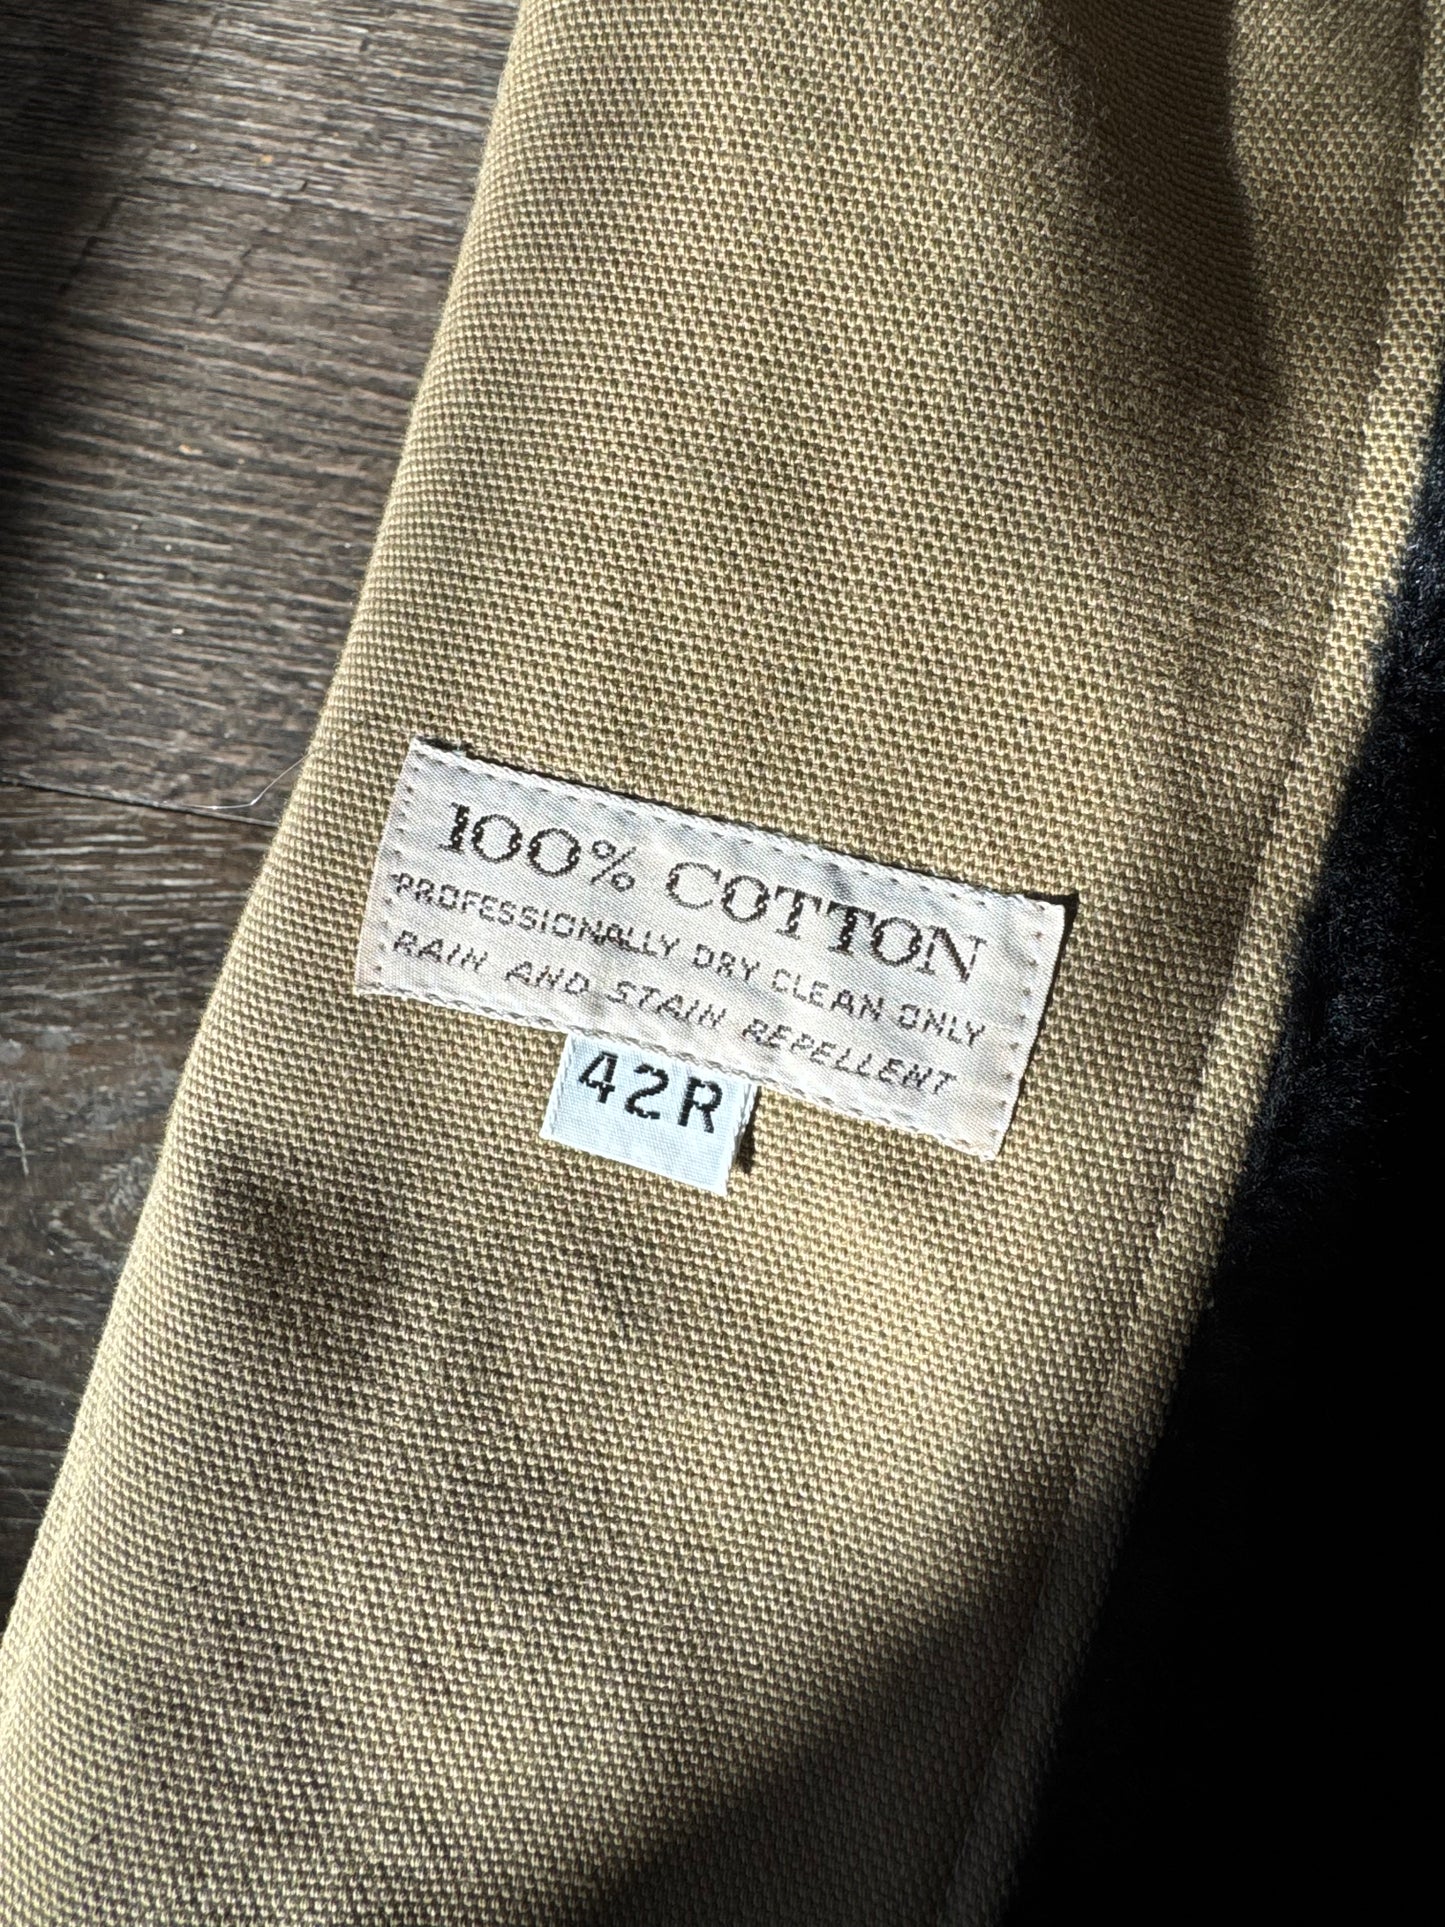 100% COTTON
PROFESSIONALLY DRY CLEAN ONLY
RAIN AND STAIN REPELLENT
42R